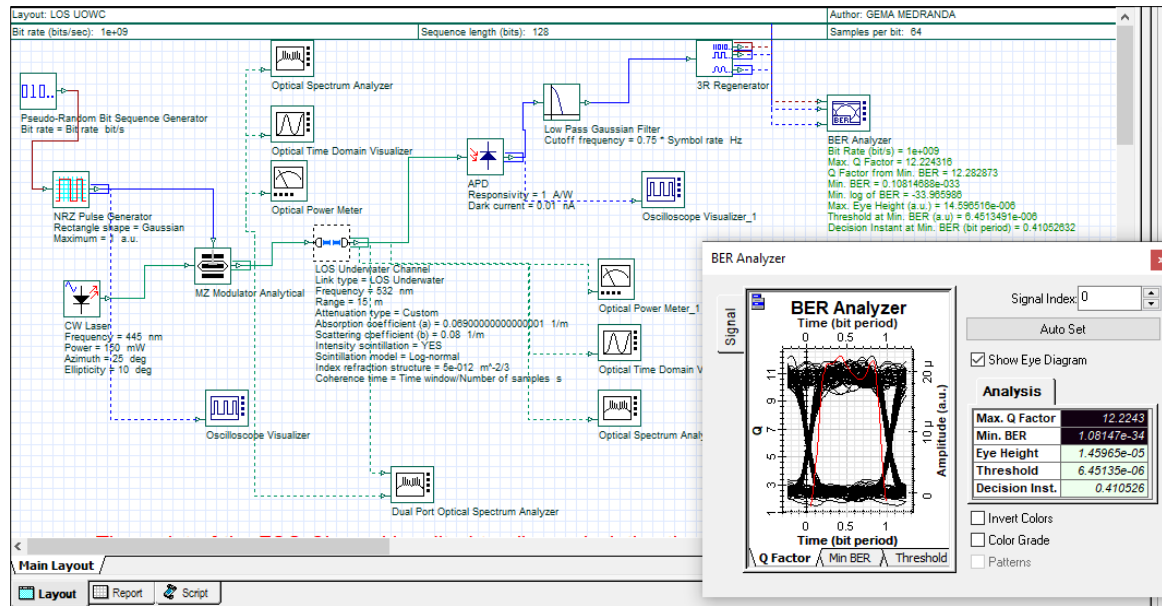 Layout: LOS UOWC
Author: GEMA MEDRANDA
Bit rate (bits/sec): 1e+09
Sequence length (bits): 128
Samples per bit: 64
Optical Spectrum Analyzer
3R Regenerator
Pseudo-Random Bit Sequence Generator
Bit rate = Bit rate bit/s
Low Pass Gaussian Filter
Cutoff frequency = 0.75 * Symbol rate Hz
BER
BER Analyzer
Bit Rate (bit/s) = 1e+009
Max. Q Factor = 12.224316
Q Factor from Min. BER = 12.282873
Min. BER = 0.10814688e-033
Min. log of BER = -33.965986
Max. Eye Height (a.u.) = 14.596516e-006
Threshold at Min. BER (a.u) = 6.4513491e-006
Decision Instant at Min. BER (bit period) = 0.41052632
Optical Time Domain Visualizer
APD
Responsivity = 1 A/W
Dark current = 0.01 nA
Optical Power Meter
Oscilloscope Visualizer_1
NRZ Pulse Generator
Rectangle shape = Gaussian
Maximum = 1 a.u.
MZ Modulator Analytical
LOS Underwater Channel
Link type = LOS Underwater
Frequency = 532 nm
Range = 15 m
Attenuation type = Custom
Absorption coefficient (a) = 0.06900000000000001 1/m
Scattering coefficient (b) = 0.08 1/m
Intensity scintillation = YES
Scintillation model = Log-normal
Index refraction structure = 5e-012 m^-2/3
Coherence time = Time window/Number of samples s
CW Laser
Frequency = 445 nm
Power = 150 mW
Azimuth = 25 deg
Ellipticity = 10 deg
Optical Power Meter_1
Optical Time Domain V
Optical Spectrum Analy
Oscilloscope Visualizer
Dual Port Optical Spectrum Analyzer
Main Layout
Layout
Report
Script
BER Analyzer
x
Signal
BER Analyzer
Time (bit period)
0 0.5 1
Q
11
9
7
5
3
1
20 µ
10 µ
0
Amplitude (a.u.)
0 0.5 1
Time (bit period)
Q Factor
Min BER
Threshold
Signal Index: 0
Auto Set
Show Eye Diagram
Analysis
Max. Q Factor 12.2243
Min. BER 1.08147e-34
Eye Height 1.45965e-05
Threshold 6.45135e-06
Decision Inst. 0.410526
Invert Colors
Color Grade
Patterns